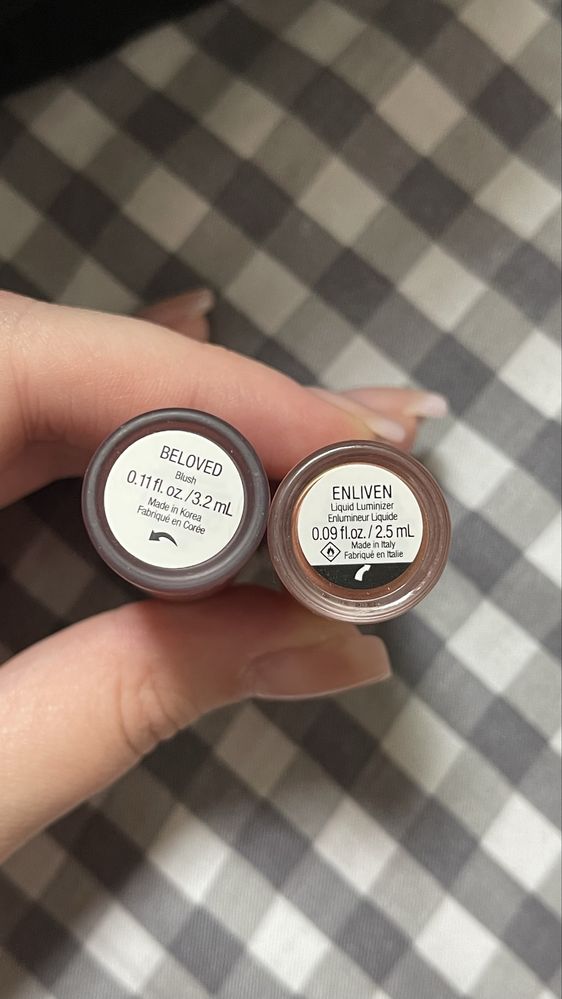 BELOVED
Blush
0.11 fl. oz. / 3.2 mL
Made in Korea
Fabriqué en Corée
ENLIVEN
Liquid Luminizer
Enlumineur Liquide
0.09 fl.oz. / 2.5 mL
Made in Italy
Fabriqué en Italie